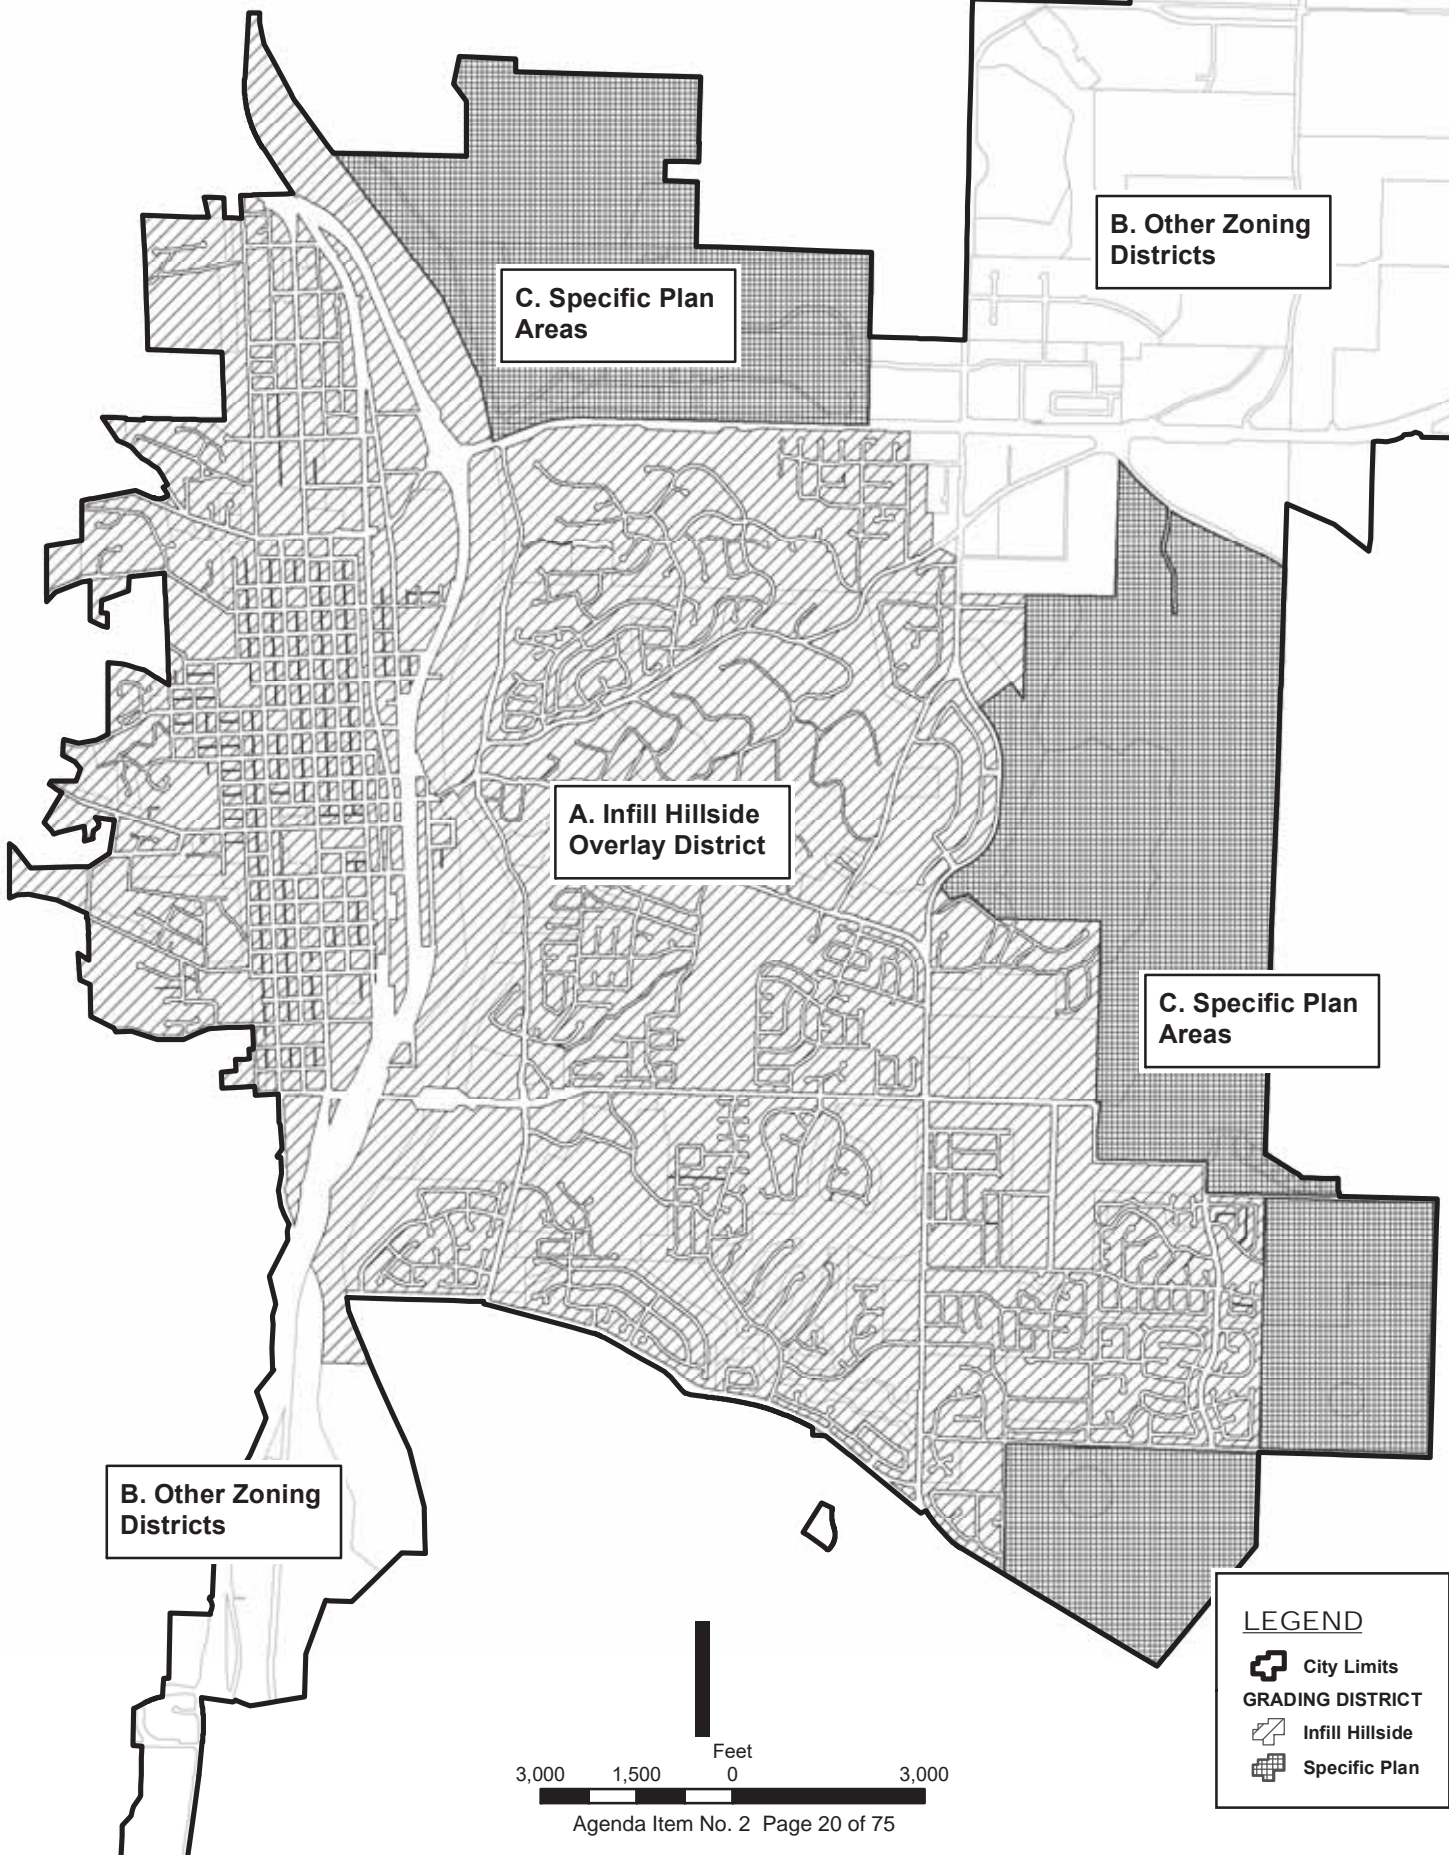 B. Other Zoning
Districts
C. Specific Plan
Areas
A. Infill Hillside
Overlay District
C. Specific Plan
Areas
B. Other Zoning
Districts
LEGEND
City Limits
GRADING DISTRICT
Infill Hillside
Specific Plan
Feet
3,000 1,500 0 3,000
Agenda Item No. 2 Page 20 of 75